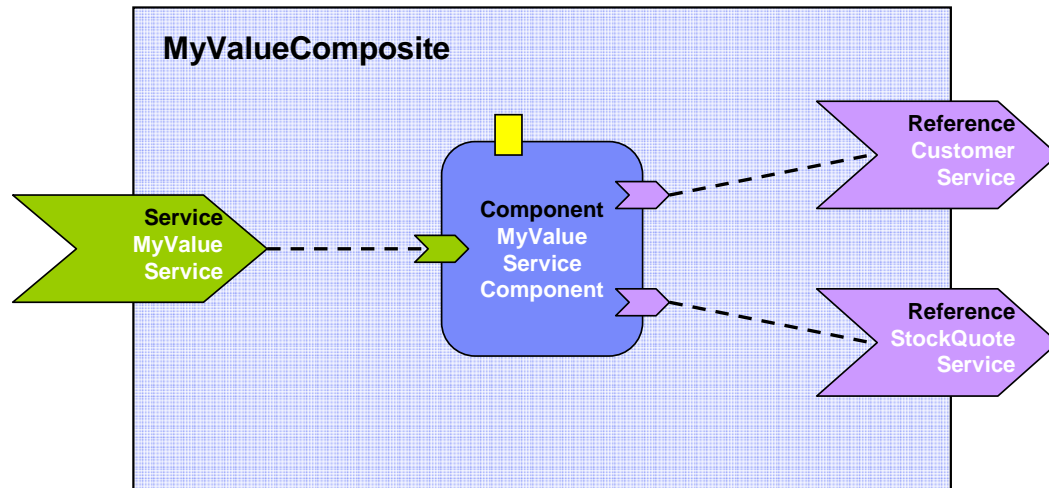 MyValueComposite
Service
MyValue
Service
Component
MyValue
Service
Component
Reference
Customer
Service
Reference
StockQuote
Service